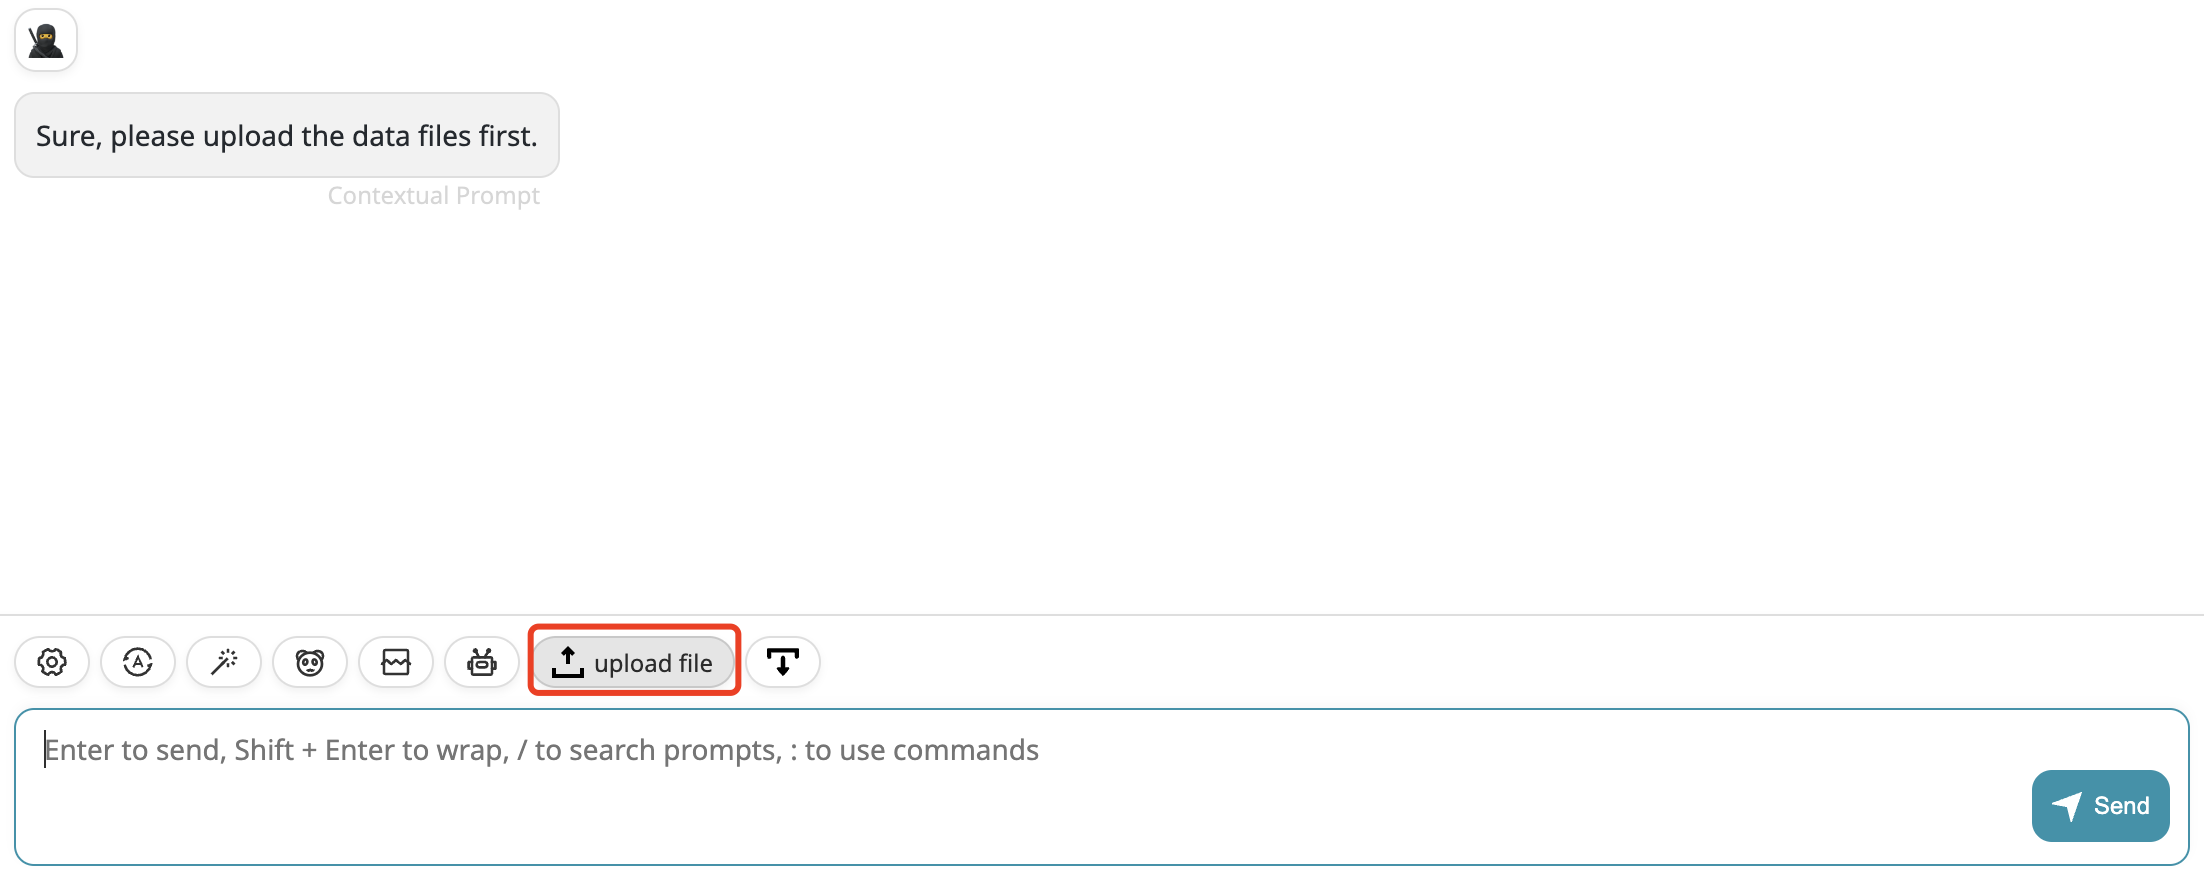 Sure, please upload the data files first.
Contextual Prompt
upload file
Enter to send, Shift + Enter to wrap, / to search prompts, : to use commands
Send